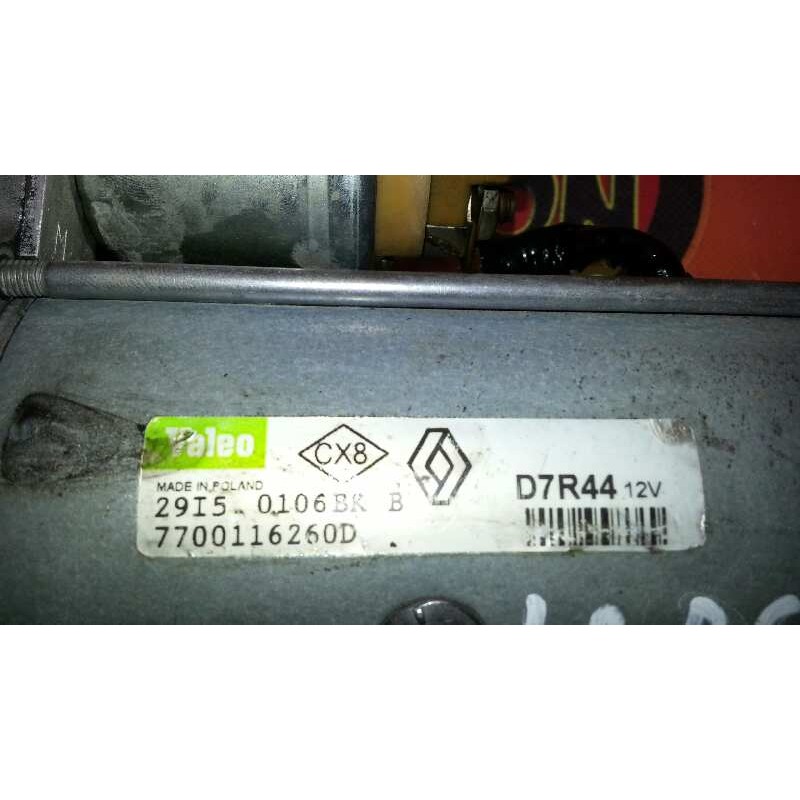 Valeo
CX8
MADE IN POLAND
D7R44 12V
29I5 0106BK B
7700116260D